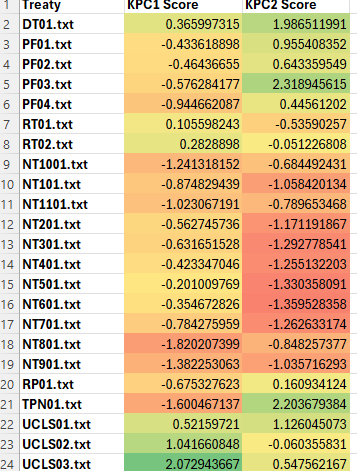 1 Treaty KPC1 Score KPC2 Score
2 DT01.txt 0.365997315 1.986511991
3 PF01.txt -0.433618898 0.955408352
4 PF02.txt -0.46436655 0.643359549
5 PF03.txt -0.576284177 2.318945615
6 PF04.txt -0.944662087 0.44561202
7 RT01.txt 0.105598243 -0.53590257
8 RT02.txt 0.2828898 -0.051226808
9 NT1001.txt -1.241318152 -0.684492431
10 NT101.txt -0.874829439 -1.058420134
11 NT1101.txt -1.023067191 -0.789653468
12 NT201.txt -0.562745736 -1.171191867
13 NT301.txt -0.631651528 -1.292778541
14 NT401.txt -0.423347046 -1.255132203
15 NT501.txt -0.201009769 -1.330358091
16 NT601.txt -0.354672826 -1.359528358
17 NT701.txt -0.784275959 -1.262633174
18 NT801.txt -1.820207399 -0.848257377
19 NT901.txt -1.382253063 -1.035716293
20 RP01.txt -0.675327623 0.160934124
21 TPN01.txt -1.600467137 2.203679384
22 UCLS01.txt 0.52159721 1.126045073
23 UCLS02.txt 1.041660848 -0.060355831
24 UCLS03.txt 2.072943667 0.547562167